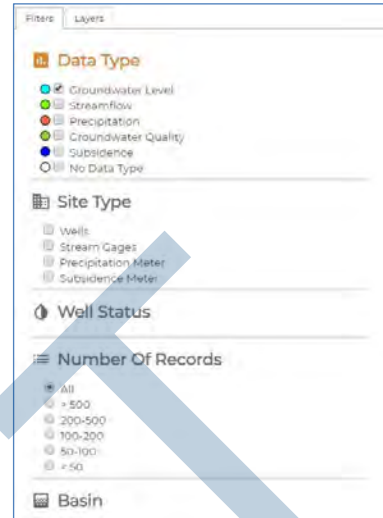 Filters Layers
Data Type
Groundwater Level
Streamflow
Precipitation
Groundwater Quality
Subsidence
No Data Type
Site Type
Wells
Stream Gages
Precipitation Meter
Subsidence Meter
Well Status
Number Of Records
All
> 500
200-500
100-200
50-100
< 50
Basin